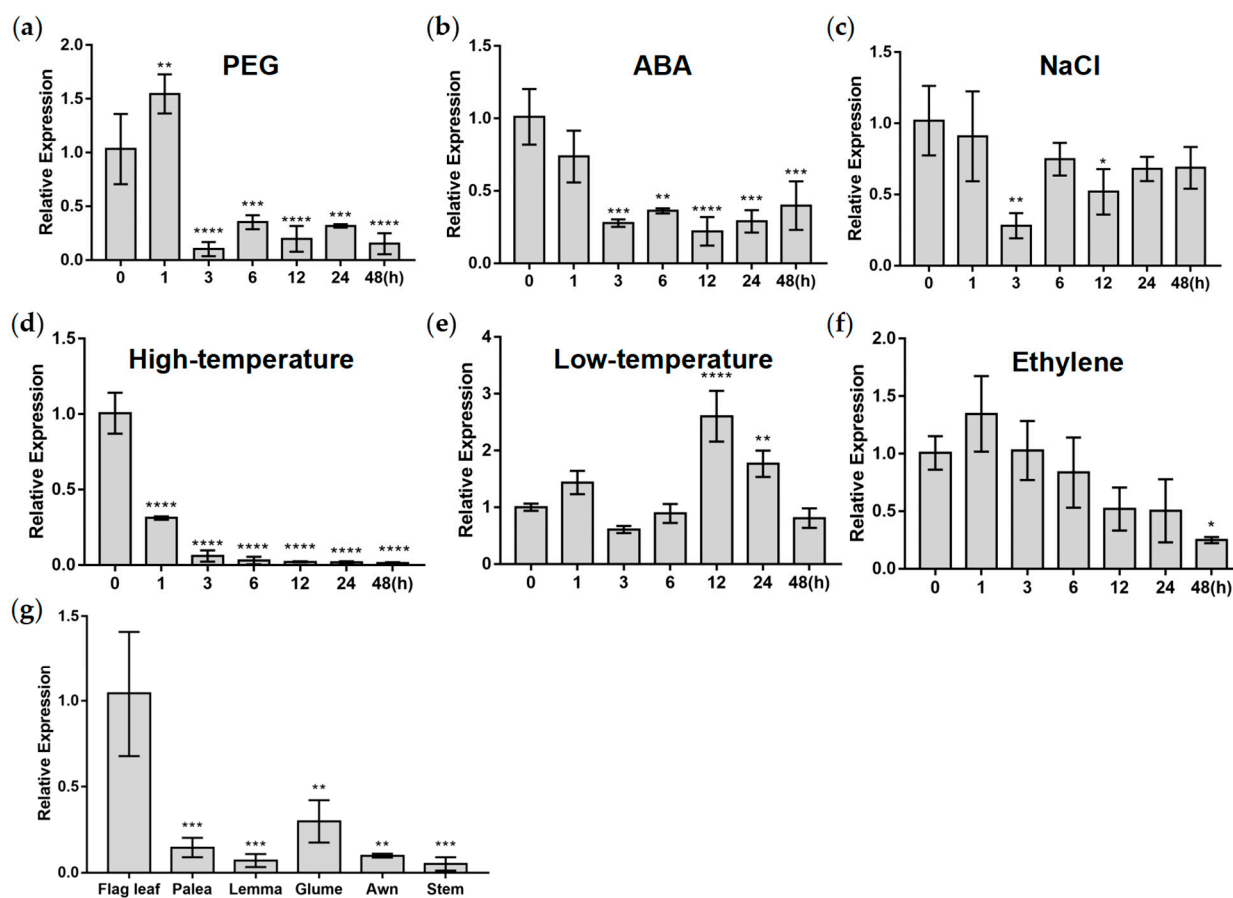 (a)
PEG
Relative Expression
2.0
1.5
1.0
0.5
0.0
**
****
***
****
***
****
0 1 3 6 12 24 48(h)
(b)
ABA
Relative Expression
1.5
1.0
0.5
0.0
***
**
****
***
***
0 1 3 6 12 24 48(h)
(c)
NaCl
Relative Expression
1.5
1.0
0.5
0.0
**
*
0 1 3 6 12 24 48(h)
(d)
High-temperature
Relative Expression
1.5
1.0
0.5
0.0
****
****
****
****
****
****
0 1 3 6 12 24 48(h)
(e)
Low-temperature
Relative Expression
4
3
2
1
0
****
**
0 1 3 6 12 24 48(h)
(f)
Ethylene
Relative Expression
2.0
1.5
1.0
0.5
0.0
*
0 1 3 6 12 24 48(h)
(g)
Relative Expression
1.5
1.0
0.5
0.0
***
***
**
**
***
Flag leaf Palea Lemma Glume Awn Stem